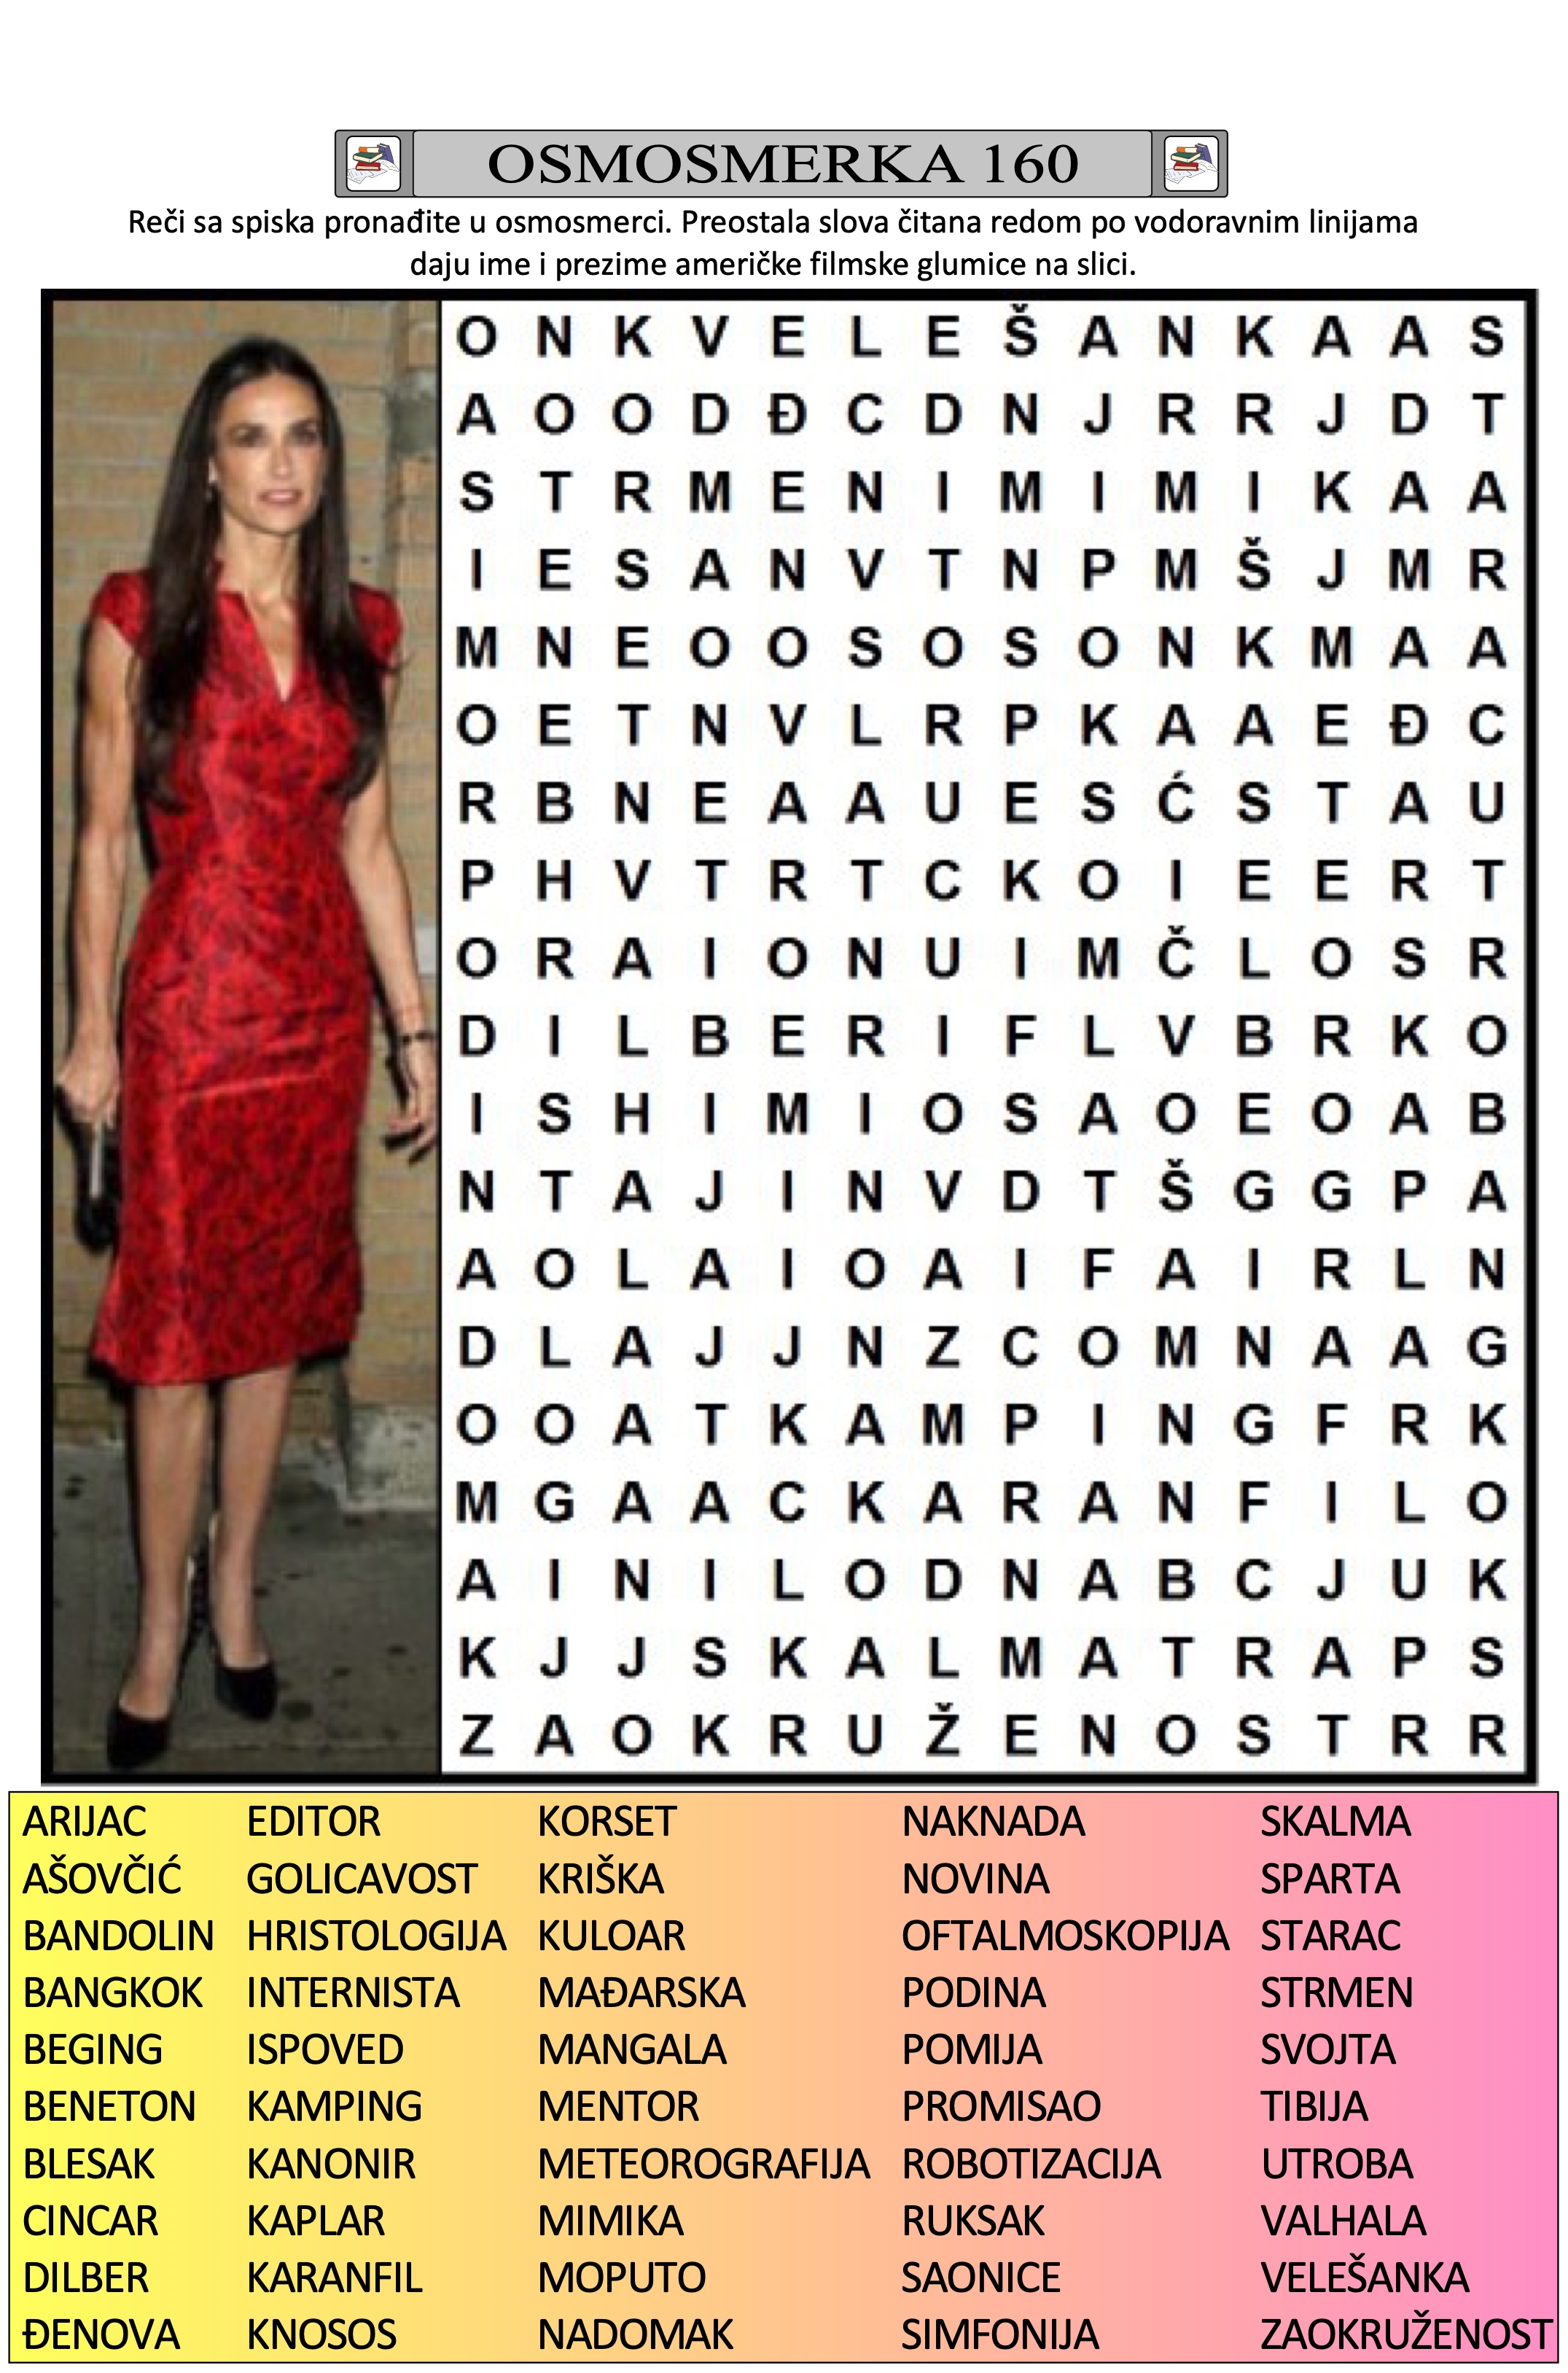 OSMOSMERKA 160
Reči sa spiska pronađite u osmosmerci. Preostala slova čitana redom po vodoravnim linijama
daju ime i prezime američke filmske glumice na slici.
O N K V E L E Š A N K A A S
A O O D Đ C D N J R R J D T
S T R M E N I M I M I K A A
I E S A N V T N P M Š J M R
M N E O O S O S O N K M A A
O E T N V L R P K A A E Đ C
R B N E A A U E S Ć S T A U
P H V T R T C K O I E E R T
O R A I O N U I M Č L O S R
D I L B E R I F L V B R K O
I S H I M I O S A O E O A B
N T A J I N V D T Š G G P A
A O L A I O A I F A I R L N
D L A J J N Z C O M N A A G
O O A T K A M P I N G F R K
M G A A C K A R A N F I L O
A I N I L O D N A B C J U K
K J J S K A L M A T R A P S
Z A O K R U Ž E N O S T R R
ARIJAC EDITOR KORSET NAKNADA SKALMA
AŠOVČIĆ GOLICAVOST KRIŠKA NOVINA SPARTA
BANDOLIN HRISTOLOGIJA KULOAR OFTALMOSKOPIJA STARAC
BANGKOK INTERNISTA MAĐARSKA PODINA STRMEN
BEGING ISPOVED MANGALA POMIJA SVOJTA
BENETON KAMPING MENTOR PROMISAO TIBIJA
BLESAK KANONIR METEOROGRAFIJA ROBOTIZACIJA UTROBA
CINCAR KAPLAR MIMIKA RUKSAK VALHALA
DILBER KARANFIL MOPUTO SAONICE VELEŠANKA
ĐENOVA KNOSOS NADOMAK SIMFONIJA ZAOKRUŽENOST